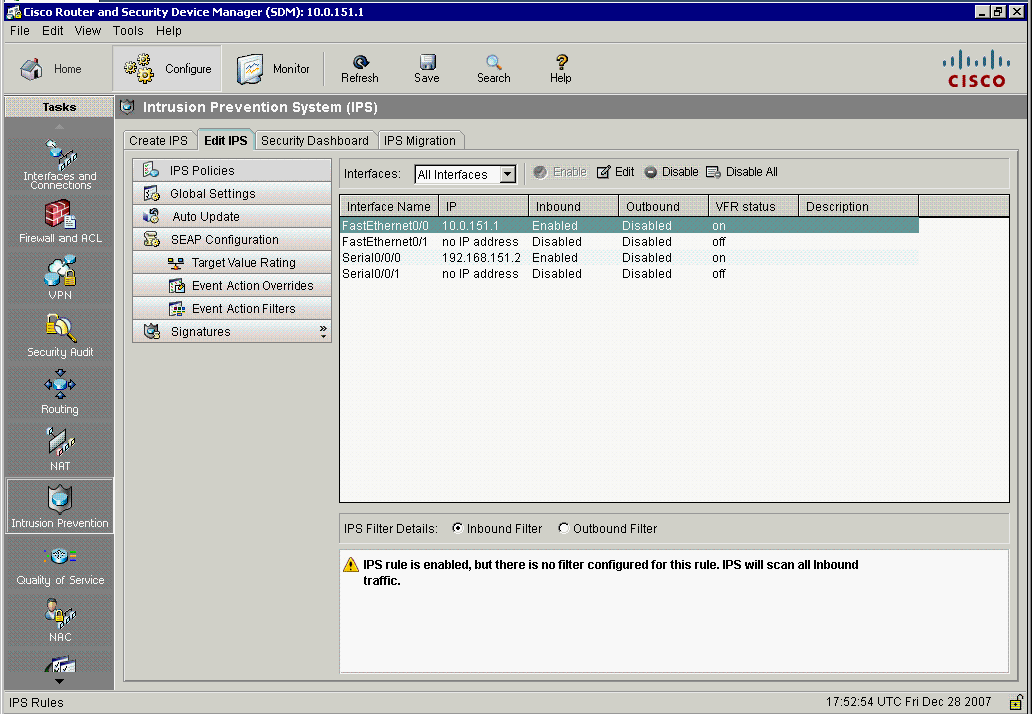 Cisco Router and Security Device Manager (SDM): 10.0.151.1
File Edit View Tools Help
Home Configure Monitor Refresh Save Search Help
CISCO
Tasks
Intrusion Prevention System (IPS)
Interfaces and
Connections
Firewall and ACL
VPN
Security Audit
Routing
NAT
Intrusion Prevention
Quality of Service
NAC
Create IPS Edit IPS Security Dashboard IPS Migration
IPS Policies
Global Settings
Auto Update
SEAP Configuration
Target Value Rating
Event Action Overrides
Event Action Filters
Signatures
Interfaces: All Interfaces Enable Edit Disable Disable All
Interface Name IP Inbound Outbound VFR status Description
FastEthernet0/0 10.0.151.1 Enabled Disabled on
FastEthernet0/1 no IP address Disabled Disabled off
Serial0/0/0 192.168.151.2 Enabled Disabled on
Serial0/0/1 no IP address Disabled Disabled off
IPS Filter Details: Inbound Filter Outbound Filter
IPS rule is enabled, but there is no filter configured for this rule. IPS will scan all Inbound
traffic.
IPS Rules
17:52:54 UTC Fri Dec 28 2007